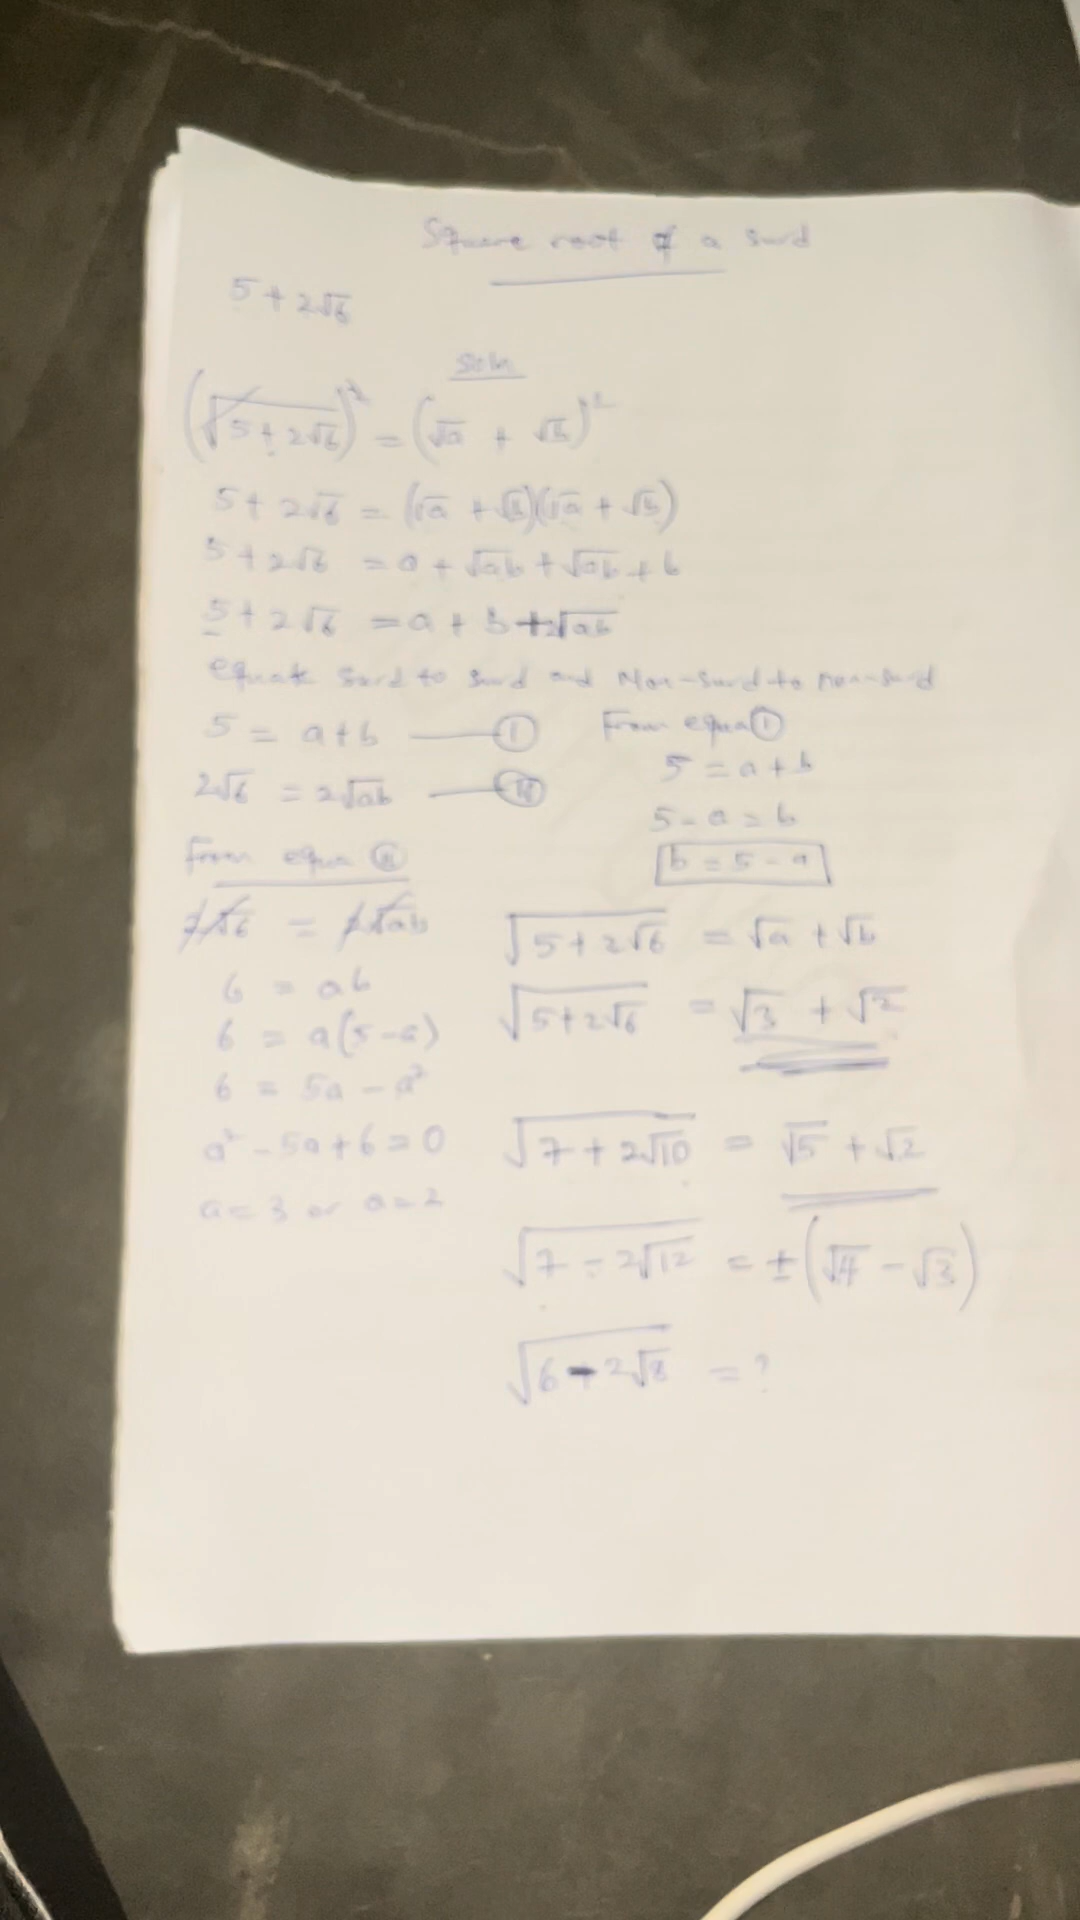 Square root of a surd
5 + 2√6
Soln
(√(5 + 2√6))² = (√a + √b)²
5 + 2√6 = (√a + √b)(√a + √b)
5 + 2√6 = a + √ab + √ab + b
5 + 2√6 = a + b + 2√ab
equate surd to surd and Non-surd to non-surd
5 = a + b —— ①
2√6 = 2√ab ——
From equa
2√6 = 2√ab
6 = ab
6 = a(5 - a)
6 = 5a - a²
a² - 5a + 6 = 0
a = 3 or a = 2
From equa ①
5 = a + b
5 - a = b
b = 5 - a
√(5 + 2√6) = √a + √b
√(5 + 2√6) = √3 + √2
√(7 + 2√10) = √5 + √2
√(7 - 2√12) = ±(√4 - √3)
√(6 - 2√8) = ?